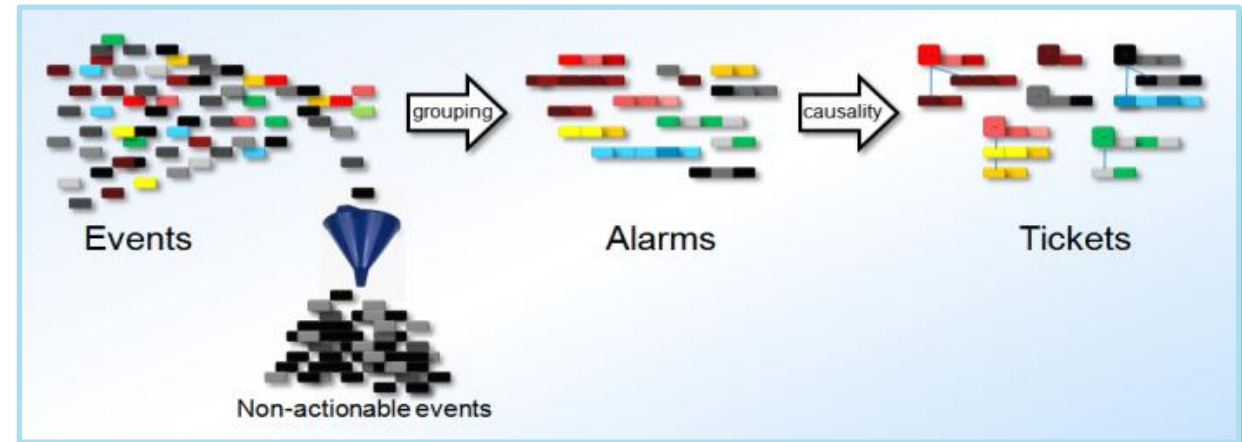 grouping
causality
Events
Alarms
Tickets
Non-actionable events